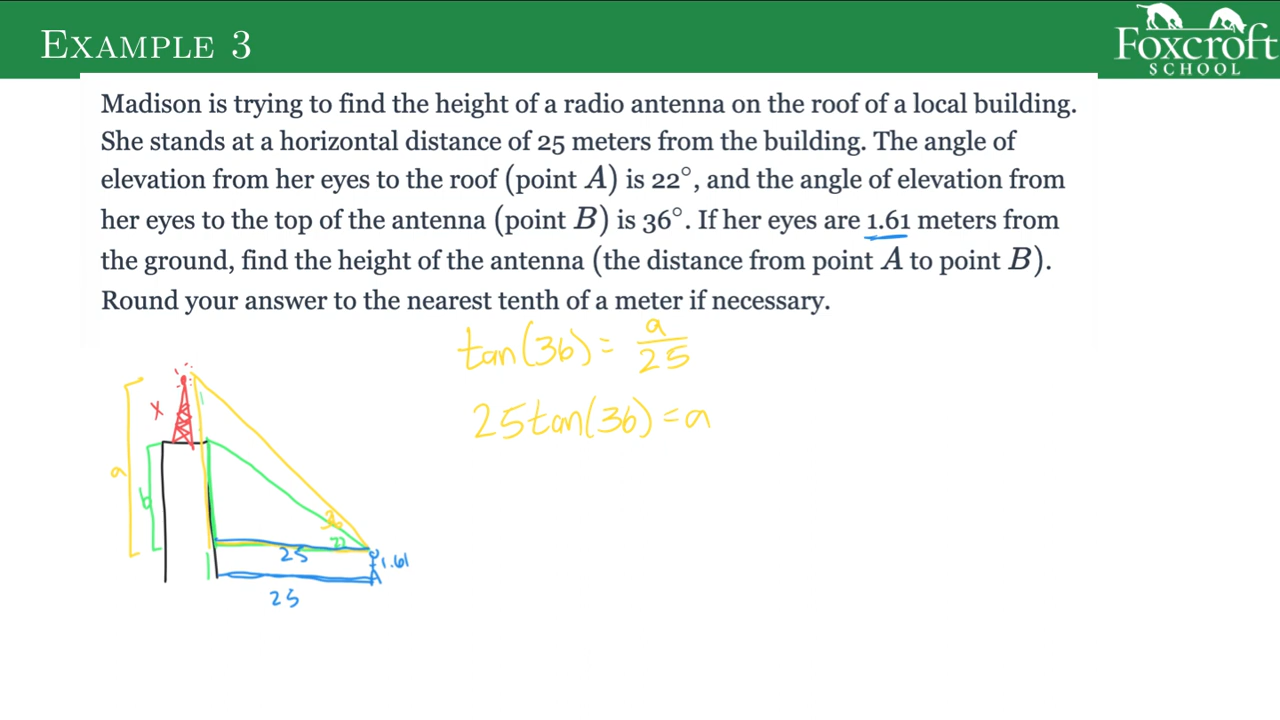 EXAMPLE 3
Foxcroft
SCHOOL
Madison is trying to find the height of a radio antenna on the roof of a local building.
She stands at a horizontal distance of 25 meters from the building. The angle of
elevation from her eyes to the roof (point A) is 22°, and the angle of elevation from
her eyes to the top of the antenna (point B) is 36°. If her eyes are 1.61 meters from
the ground, find the height of the antenna (the distance from point A to point B).
Round your answer to the nearest tenth of a meter if necessary.
tan(36) = a/25
25tan(36) = a
x
a
b
36
22
25
1.61
25